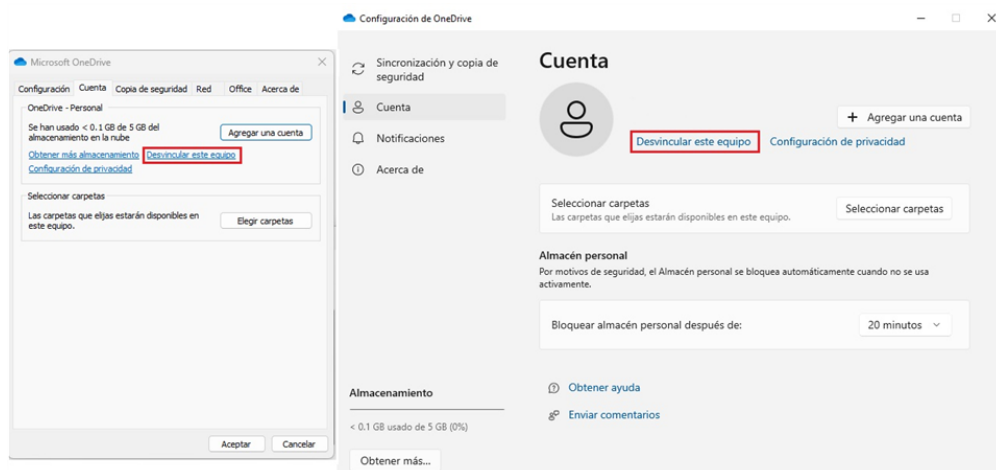 Microsoft OneDrive
Configuración Cuenta Copia de seguridad Red Office Acerca de
OneDrive - Personal
Se han usado < 0.1 GB de 5 GB del
almacenamiento en la nube
Agregar una cuenta
Obtener más almacenamiento Desvincular este equipo
Configuración de privacidad
Seleccionar carpetas
Las carpetas que elijas estarán disponibles en
este equipo.
Elegir carpetas
Aceptar Cancelar
Configuración de OneDrive
Sincronización y copia de
seguridad
Cuenta
Notificaciones
Acerca de
Almacenamiento
< 0.1 GB usado de 5 GB (0%)
Obtener más...
Cuenta
+ Agregar una cuenta
Desvincular este equipo Configuración de privacidad
Seleccionar carpetas
Las carpetas que elijas estarán disponibles en este equipo.
Seleccionar carpetas
Almacén personal
Por motivos de seguridad, el Almacén personal se bloquea automáticamente cuando no se usa
activamente.
Bloquear almacén personal después de: 20 minutos
Obtener ayuda
Enviar comentarios